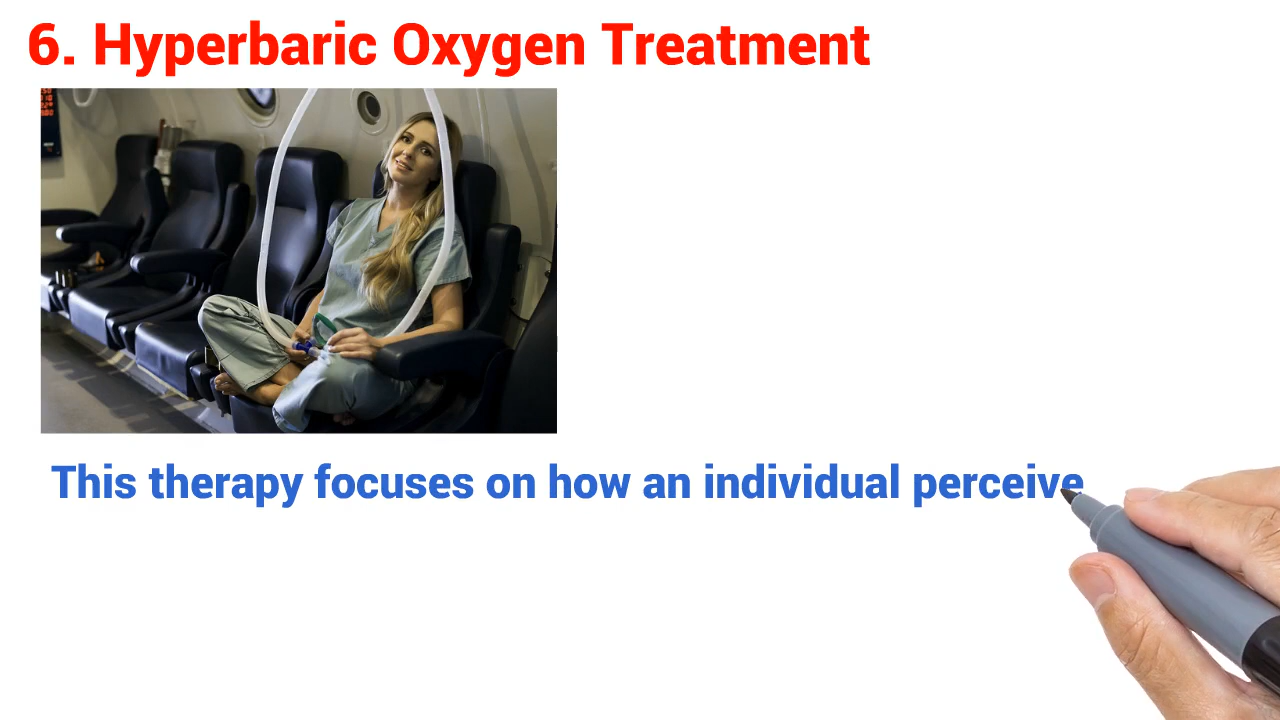 6. Hyperbaric Oxygen Treatment
This therapy focuses on how an individual perceive